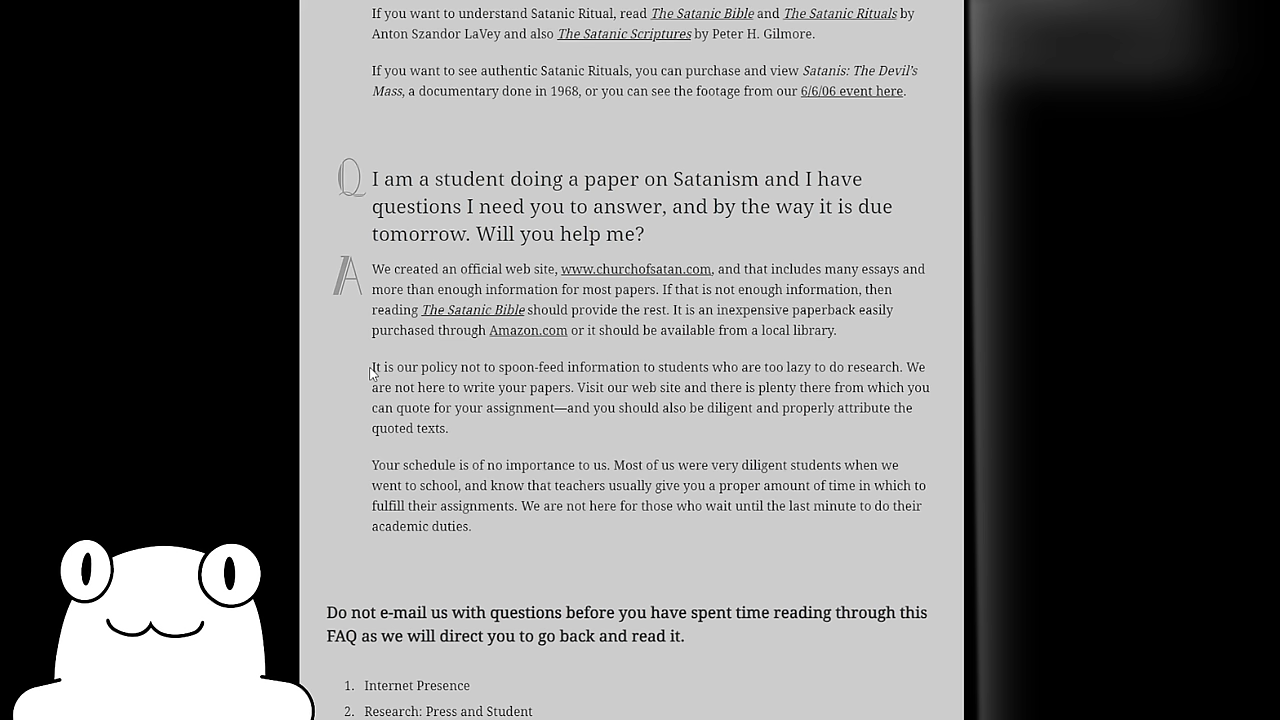 If you want to understand Satanic Ritual, read The Satanic Bible and The Satanic Rituals by
Anton Szandor LaVey and also The Satanic Scriptures by Peter H. Gilmore.
If you want to see authentic Satanic Rituals, you can purchase and view Satanis: The Devil's
Mass, a documentary done in 1968, or you can see the footage from our 6/6/06 event here.
Q
I am a student doing a paper on Satanism and I have
questions I need you to answer, and by the way it is due
tomorrow. Will you help me?
A
We created an official web site, www.churchofsatan.com, and that includes many essays and
more than enough information for most papers. If that is not enough information, then
reading The Satanic Bible should provide the rest. It is an inexpensive paperback easily
purchased through Amazon.com or it should be available from a local library.
It is our policy not to spoon-feed information to students who are too lazy to do research. We
are not here to write your papers. Visit our web site and there is plenty there from which you
can quote for your assignment—and you should also be diligent and properly attribute the
quoted texts.
Your schedule is of no importance to us. Most of us were very diligent students when we
went to school, and know that teachers usually give you a proper amount of time in which to
fulfill their assignments. We are not here for those who wait until the last minute to do their
academic duties.
Do not e-mail us with questions before you have spent time reading through this
FAQ as we will direct you to go back and read it.
1. Internet Presence
2. Research: Press and Student